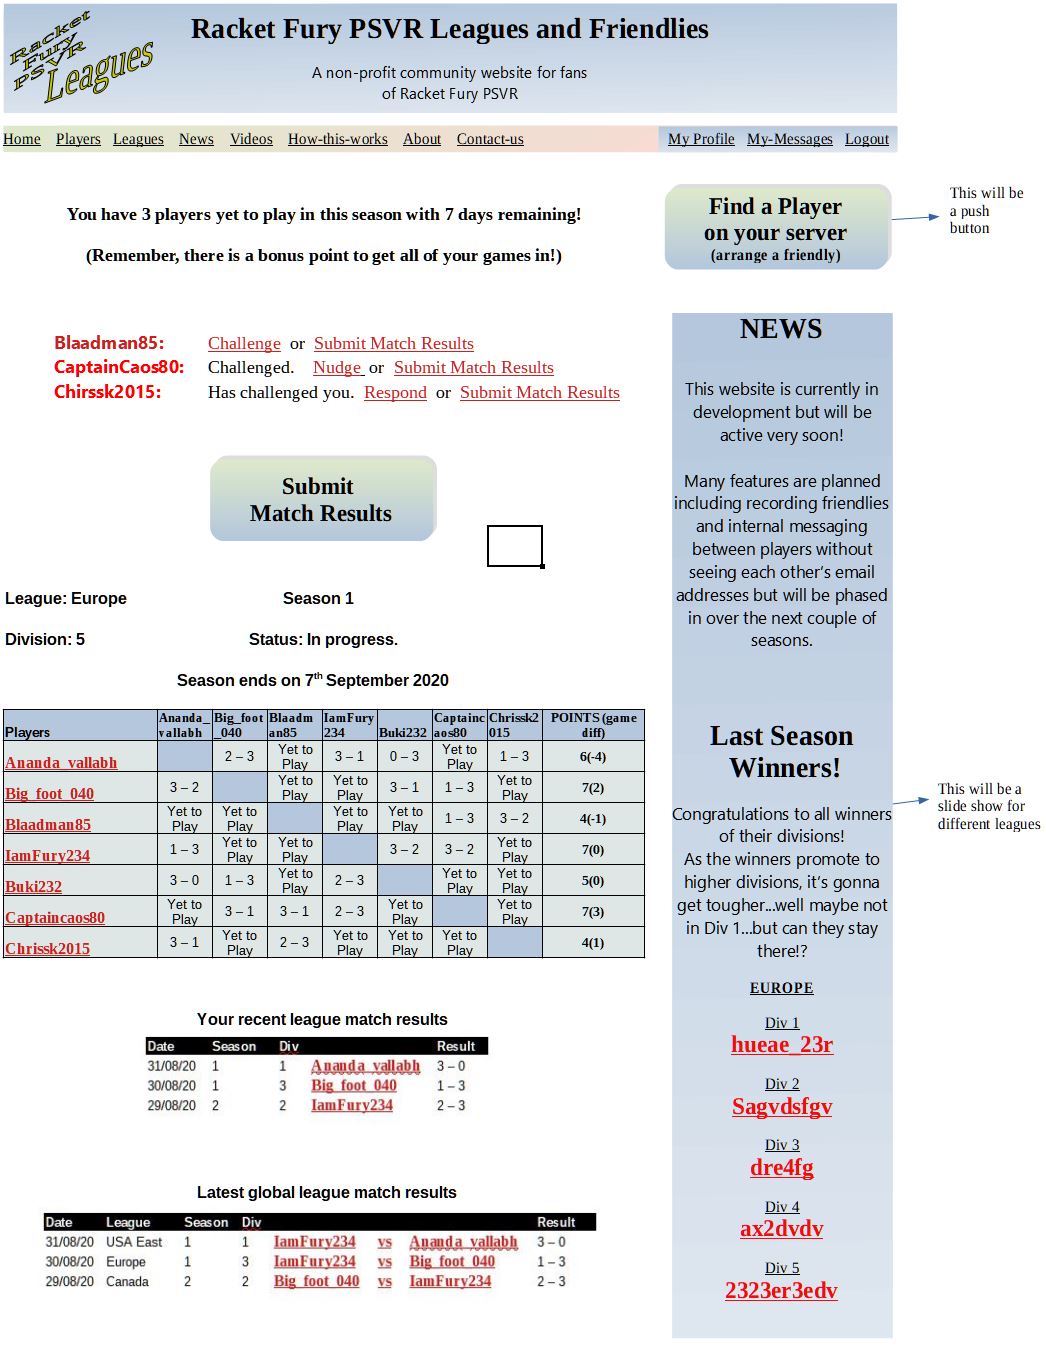 Racket
Fury
PSVR
Leagues
Racket Fury PSVR Leagues and Friendlies
A non-profit community website for fans
of Racket Fury PSVR
Home Players Leagues News Videos How-this-works About Contact-us My Profile My-Messages Logout
You have 3 players yet to play in this season with 7 days remaining!
(Remember, there is a bonus point to get all of your games in!)
Find a Player
on your server
(arrange a friendly)
This will be
a push
button
Blaadman85: Challenge or Submit Match Results
CaptainCaos80: Challenged. Nudge or Submit Match Results
Chirssk2015: Has challenged you. Respond or Submit Match Results
Submit
Match Results
League: Europe Season 1
Division: 5 Status: In progress.
Season ends on 7th September 2020
Players Ananda_vallabh Big_foot_040 Blaadman85 IamFury234 Buki232 Captaincaos80 Chrissk2015 POINTS (game diff)
Ananda_vallabh 2 – 3 Yet to Play 3 – 1 0 – 3 Yet to Play 1 – 3 6(-4)
Big_foot_040 3 – 2 Yet to Play Yet to Play 3 – 1 1 – 3 Yet to Play 7(2)
Blaadman85 Yet to Play Yet to Play Yet to Play Yet to Play 1 – 3 3 – 2 4(-1)
IamFury234 1 – 3 Yet to Play Yet to Play 3 – 2 3 – 2 Yet to Play 7(0)
Buki232 3 – 0 1 – 3 Yet to Play 2 – 3 Yet to Play Yet to Play 5(0)
Captaincaos80 Yet to Play 3 – 1 3 – 1 2 – 3 Yet to Play Yet to Play 7(3)
Chrissk2015 3 – 1 Yet to Play 2 – 3 Yet to Play Yet to Play Yet to Play 4(1)
Your recent league match results
Date Season Div Result
31/08/20 1 1 Ananda_vallabh 3 – 0
30/08/20 1 3 Big_foot_040 1 – 3
29/08/20 2 2 IamFury234 2 – 3
Latest global league match results
Date League Season Div Result
31/08/20 USA East 1 1 IamFury234 vs Ananda_vallabh 3 – 0
30/08/20 Europe 1 3 IamFury234 vs Big_foot_040 1 – 3
29/08/20 Canada 2 2 Big_foot_040 vs IamFury234 2 – 3
NEWS
This website is currently in
development but will be
active very soon!
Many features are planned
including recording friendlies
and internal messaging
between players without
seeing each other's email
addresses but will be phased
in over the next couple of
seasons.
Last Season
Winners!
Congratulations to all winners
of their divisions!
As the winners promote to
higher divisions, it's gonna
get tougher...well maybe not
in Div 1...but can they stay
there!?
EUROPE
Div 1
hueae_23r
Div 2
Sagvdsfgv
Div 3
dre4fg
Div 4
ax2dvdv
Div 5
2323er3edv
This will be a
slide show for
different leagues